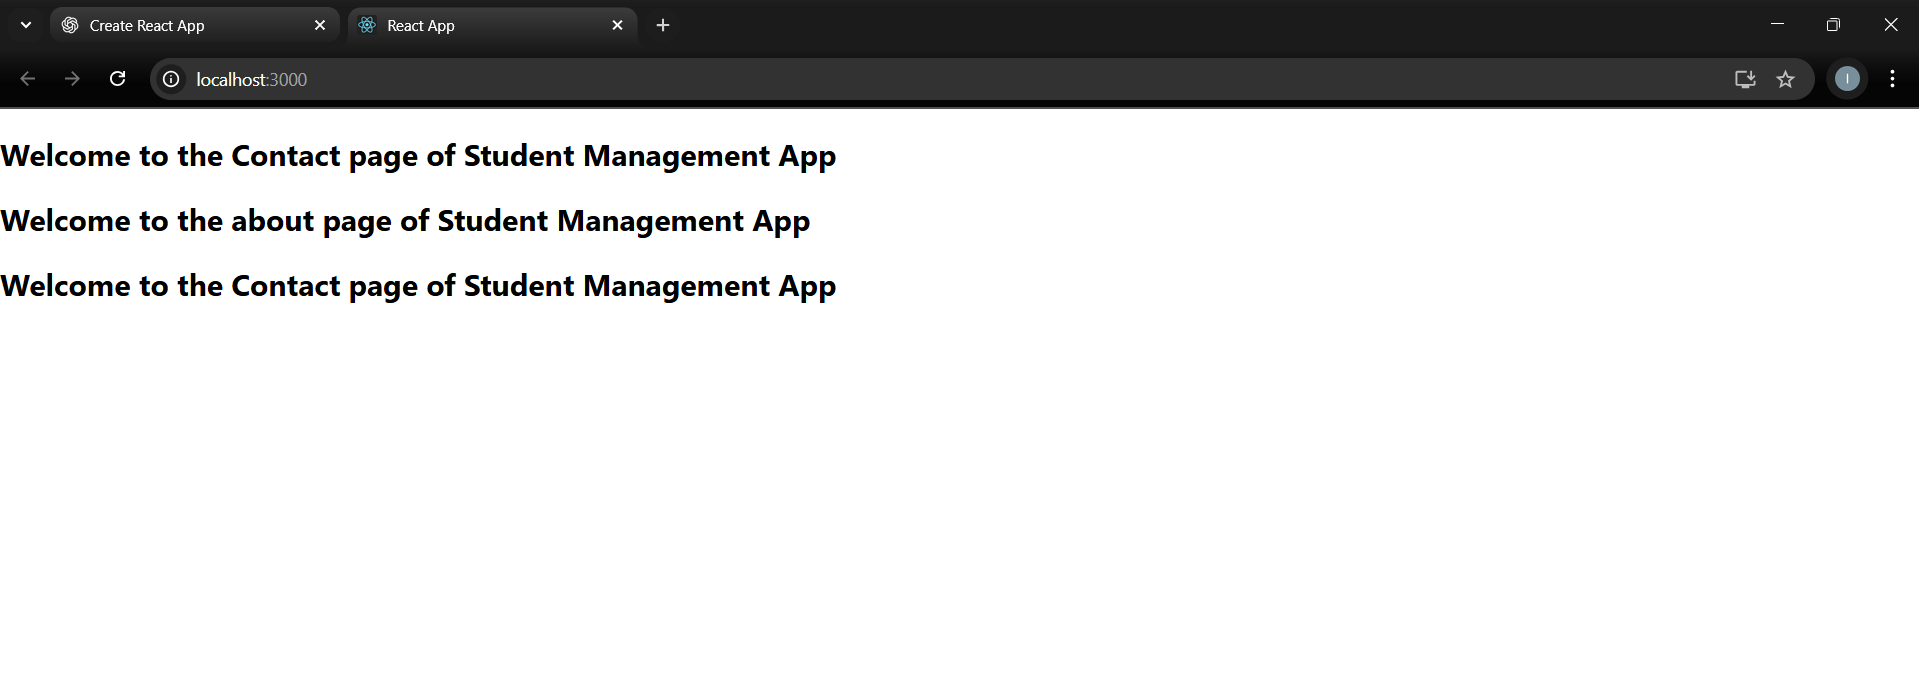 Create React App
React App
localhost:3000
I
Welcome to the Contact page of Student Management App
Welcome to the about page of Student Management App
Welcome to the Contact page of Student Management App